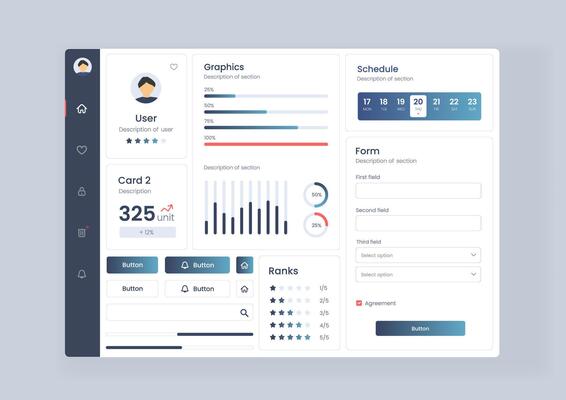 User
Description of user
Graphics
Description of section
25%
50%
75%
100%
Description of section
50%
25%
Schedule
Description of section
17 18 19 20 21 22 23
MON TUE WED THU FRI SAT SUN
Card 2
Description
325 unit
+ 12%
Button Button
Button Button
Ranks
1/5
2/5
3/5
4/5
5/5
Form
Description of section
First field
Second field
Third field
Select option
Select option
Agreement
Button